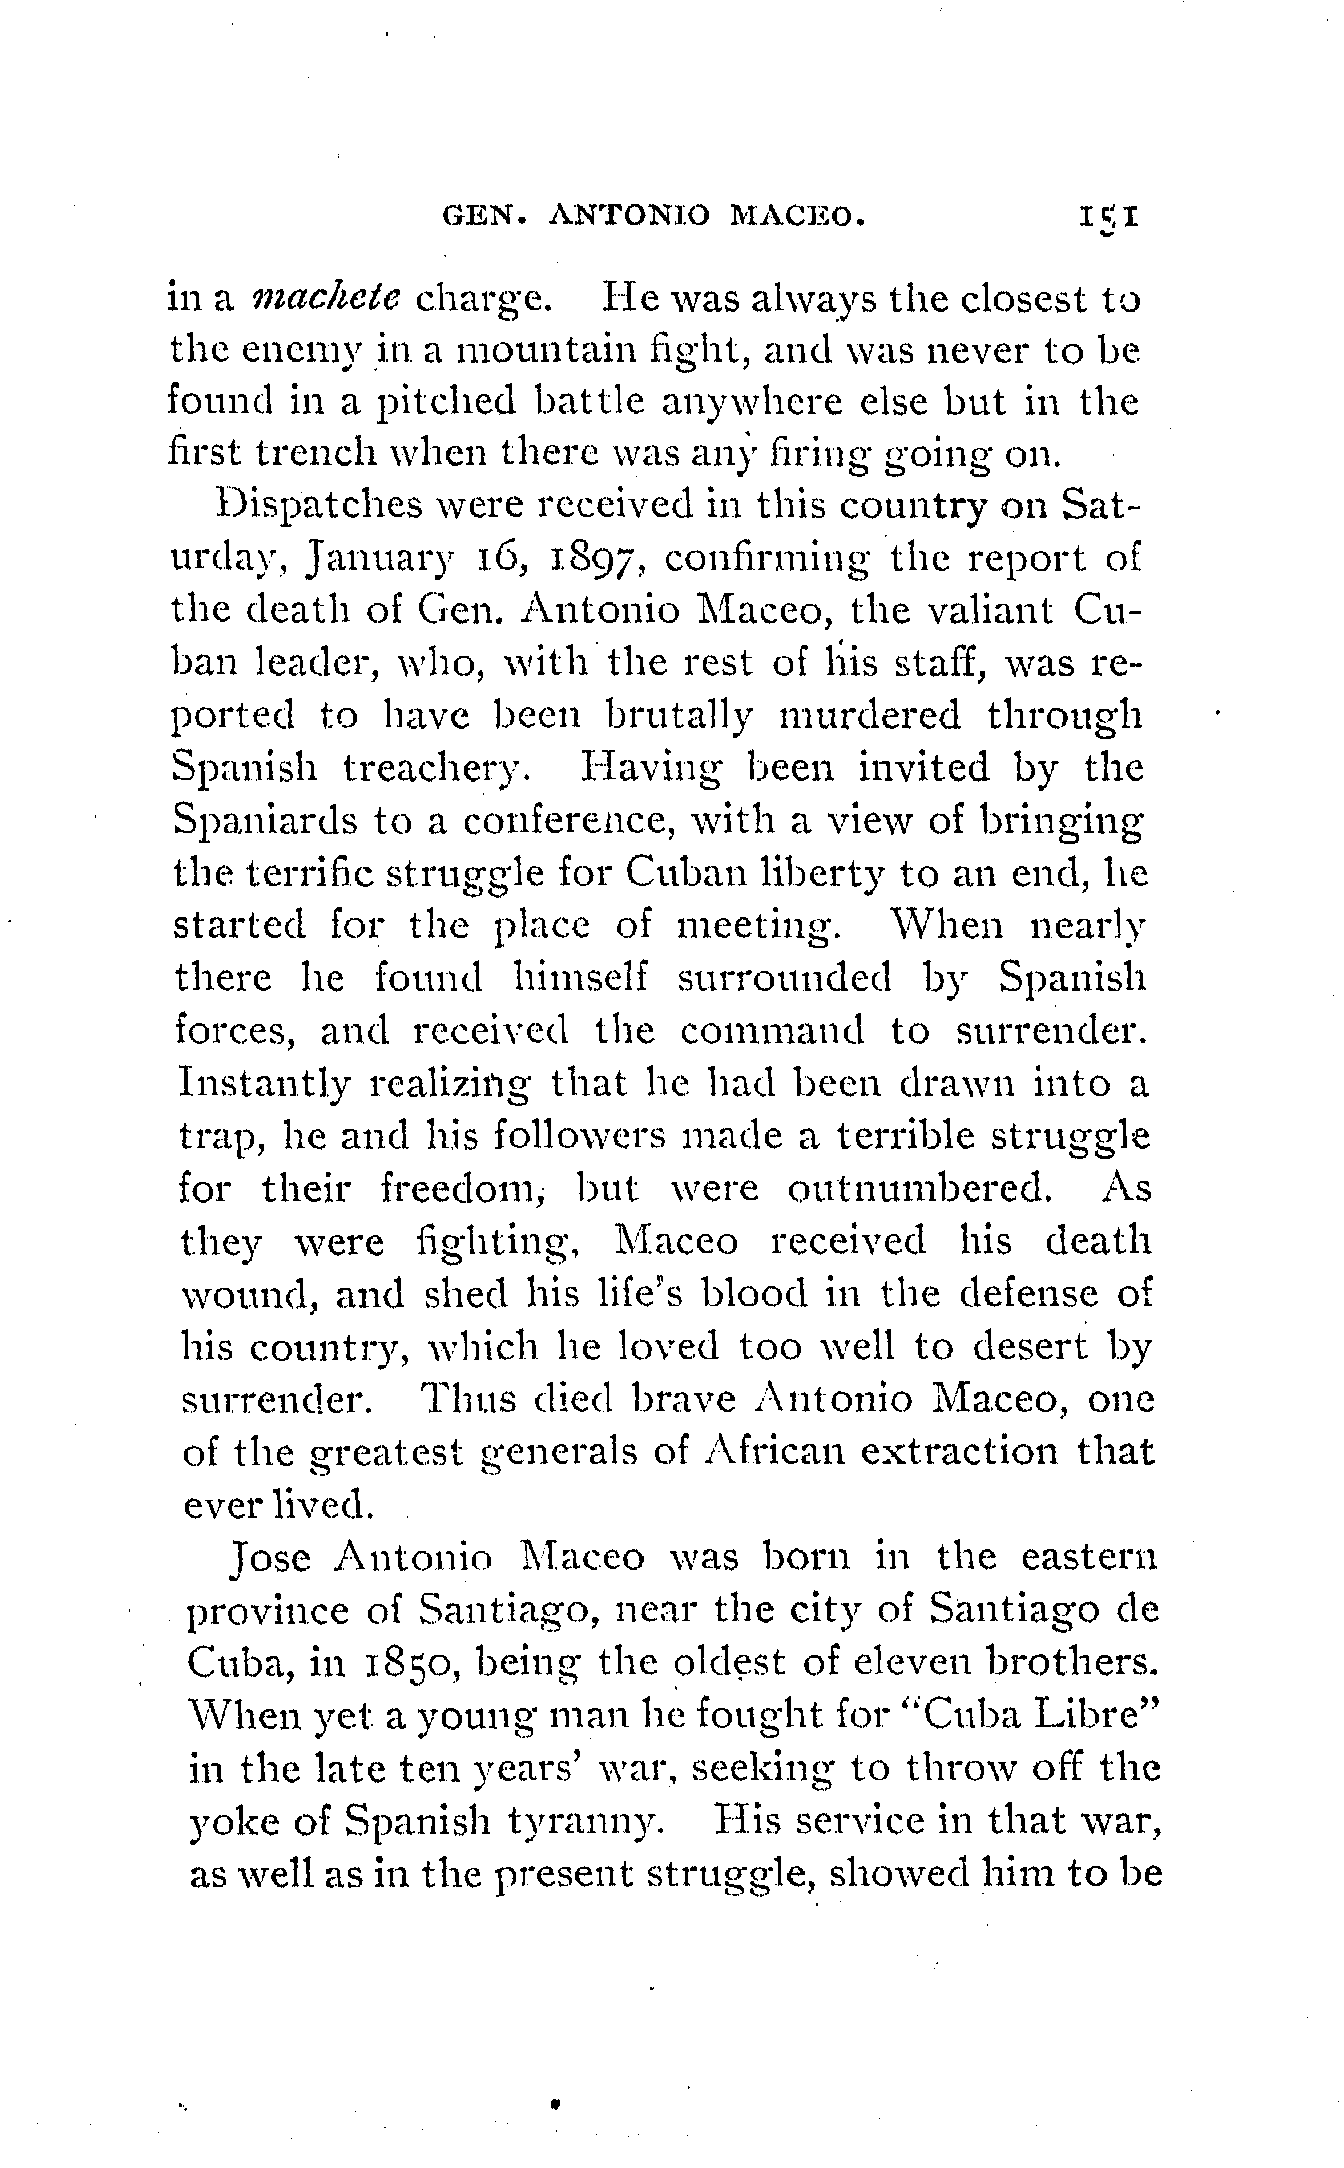 GEN. ANTONIO MACEO. 151
in a machete charge. He was always the closest to
the enemy in a mountain fight, and was never to be
found in a pitched battle anywhere else but in the
first trench when there was any firing going on.
Dispatches were received in this country on Sat-
urday, January 16, 1897, confirming the report of
the death of Gen. Antonio Maceo, the valiant Cu-
ban leader, who, with the rest of his staff, was re-
ported to have been brutally murdered through
Spanish treachery. Having been invited by the
Spaniards to a conference, with a view of bringing
the terrific struggle for Cuban liberty to an end, he
started for the place of meeting. When nearly
there he found himself surrounded by Spanish
forces, and received the command to surrender.
Instantly realizing that he had been drawn into a
trap, he and his followers made a terrible struggle
for their freedom, but were outnumbered. As
they were fighting, Maceo received his death
wound, and shed his life's blood in the defense of
his country, which he loved too well to desert by
surrender. Thus died brave Antonio Maceo, one
of the greatest generals of African extraction that
ever lived.
Jose Antonio Maceo was born in the eastern
province of Santiago, near the city of Santiago de
Cuba, in 1850, being the oldest of eleven brothers.
When yet a young man he fought for "Cuba Libre"
in the late ten years' war, seeking to throw off the
yoke of Spanish tyranny. His service in that war,
as well as in the present struggle, showed him to be